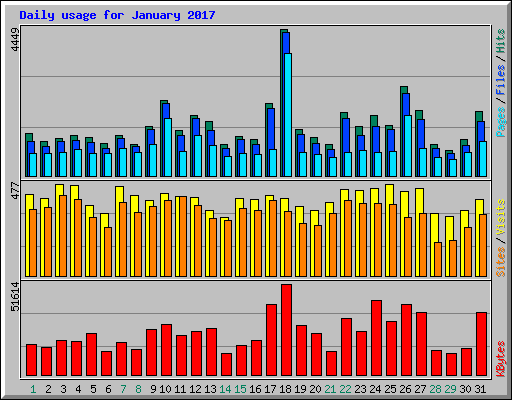 Daily usage for January 2017
4449
Pages / Files / Hits
477
Sites / Visits
51614
KBytes
1 2 3 4 5 6 7 8 9 10 11 12 13 14 15 16 17 18 19 20 21 22 23 24 25 26 27 28 29 30 31